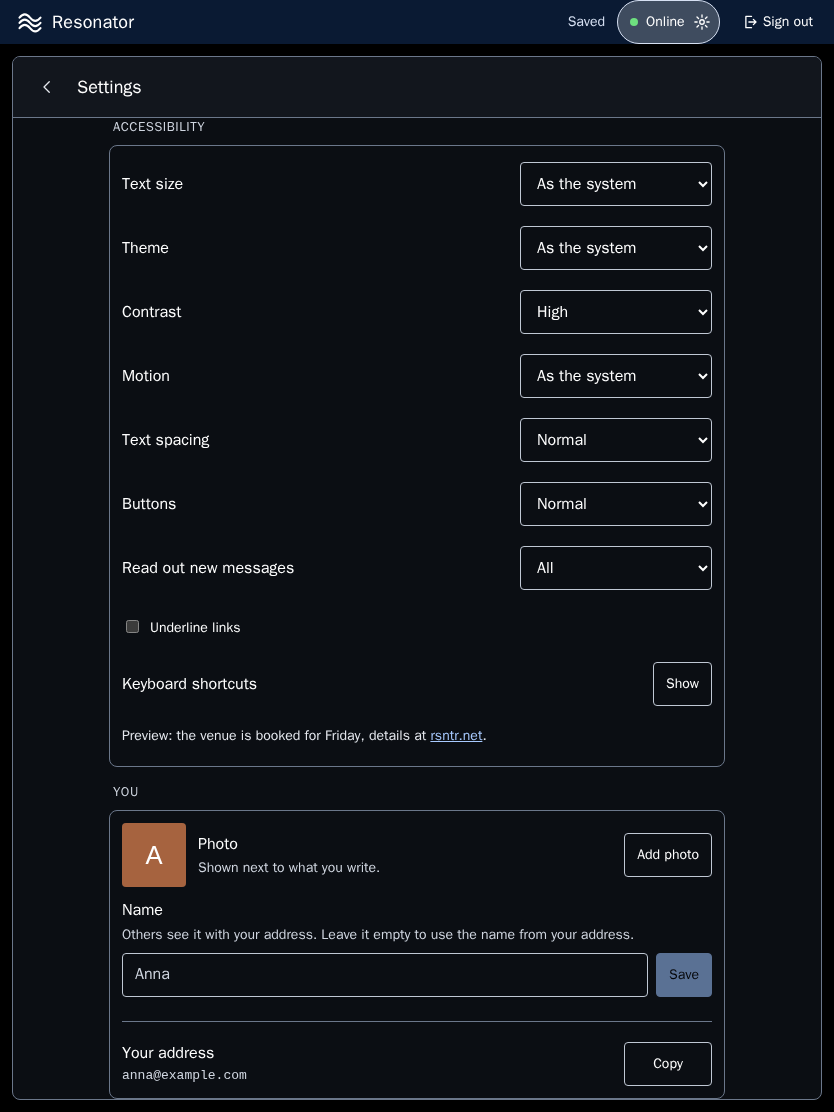 Resonator
Saved
Online
Sign out
Settings
ACCESSIBILITY
Text size
As the system
Theme
As the system
Contrast
High
Motion
As the system
Text spacing
Normal
Buttons
Normal
Read out new messages
All
Underline links
Keyboard shortcuts
Show
Preview: the venue is booked for Friday, details at rsntr.net.
YOU
A
Photo
Shown next to what you write.
Add photo
Name
Others see it with your address. Leave it empty to use the name from your address.
Anna
Save
Your address
anna@example.com
Copy